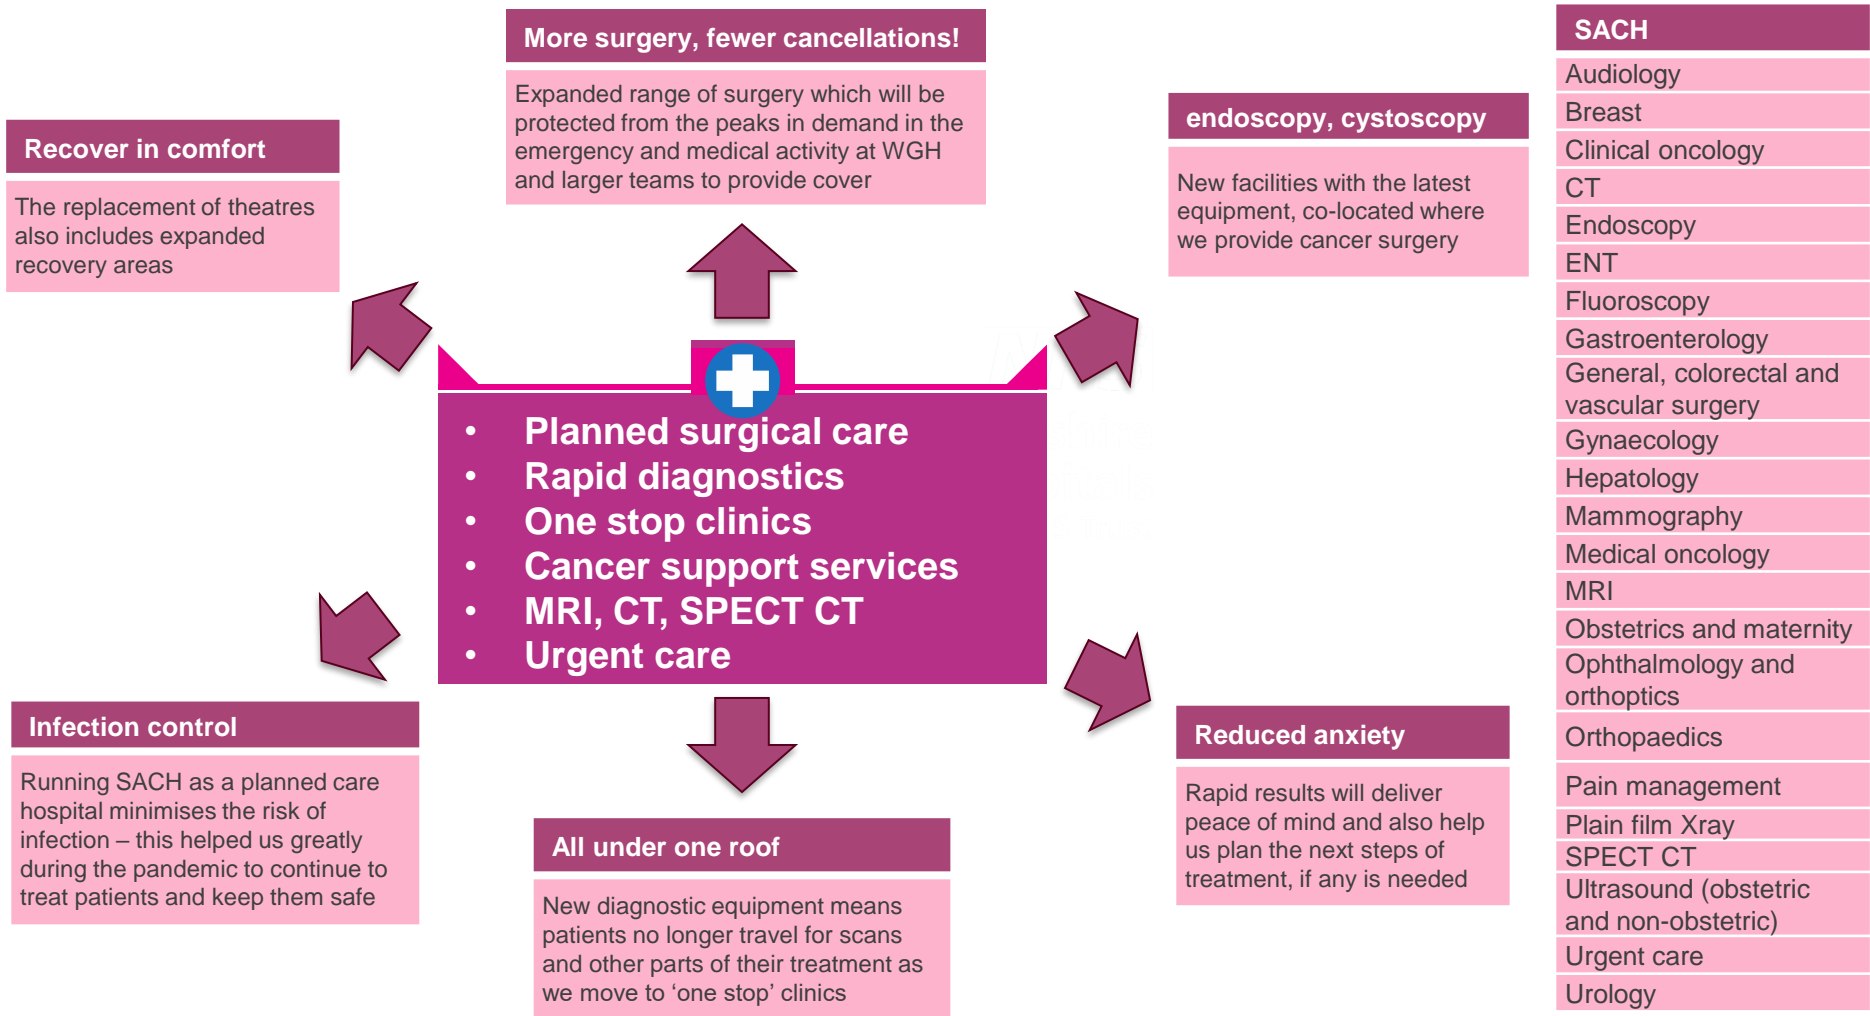 More surgery, fewer cancellations!
Expanded range of surgery which will be
protected from the peaks in demand in the
emergency and medical activity at WGH
and larger teams to provide cover
Recover in comfort
The replacement of theatres
also includes expanded
recovery areas
endoscopy, cystoscopy
New facilities with the latest
equipment, co-located where
we provide cancer surgery
• Planned surgical care
• Rapid diagnostics
• One stop clinics
• Cancer support services
• MRI, CT, SPECT CT
• Urgent care
Infection control
Running SACH as a planned care
hospital minimises the risk of
infection – this helped us greatly
during the pandemic to continue to
treat patients and keep them safe
All under one roof
New diagnostic equipment means
patients no longer travel for scans
and other parts of their treatment as
we move to ‘one stop’ clinics
Reduced anxiety
Rapid results will deliver
peace of mind and also help
us plan the next steps of
treatment, if any is needed
SACH
Audiology
Breast
Clinical oncology
CT
Endoscopy
ENT
Fluoroscopy
Gastroenterology
General, colorectal and
vascular surgery
Gynaecology
Hepatology
Mammography
Medical oncology
MRI
Obstetrics and maternity
Ophthalmology and
orthoptics
Orthopaedics
Pain management
Plain film Xray
SPECT CT
Ultrasound (obstetric
and non-obstetric)
Urgent care
Urology